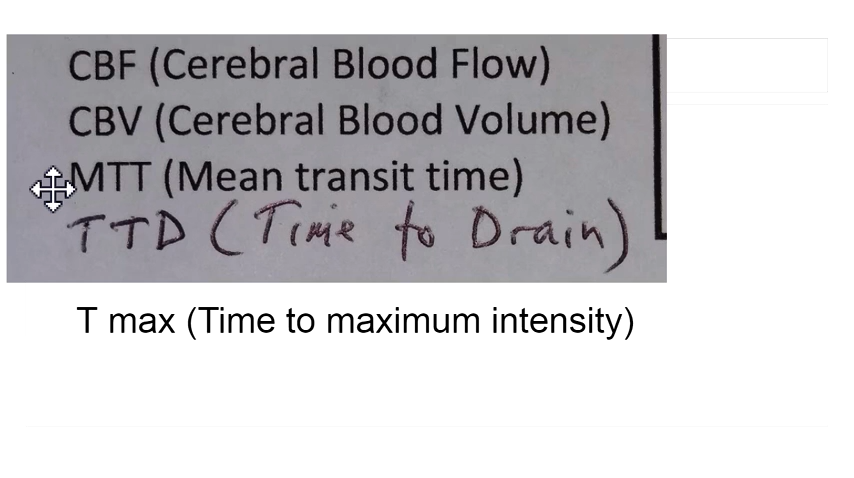 CBF (Cerebral Blood Flow)
CBV (Cerebral Blood Volume)
MTT (Mean transit time)
TTD (Time to Drain)
T max (Time to maximum intensity)